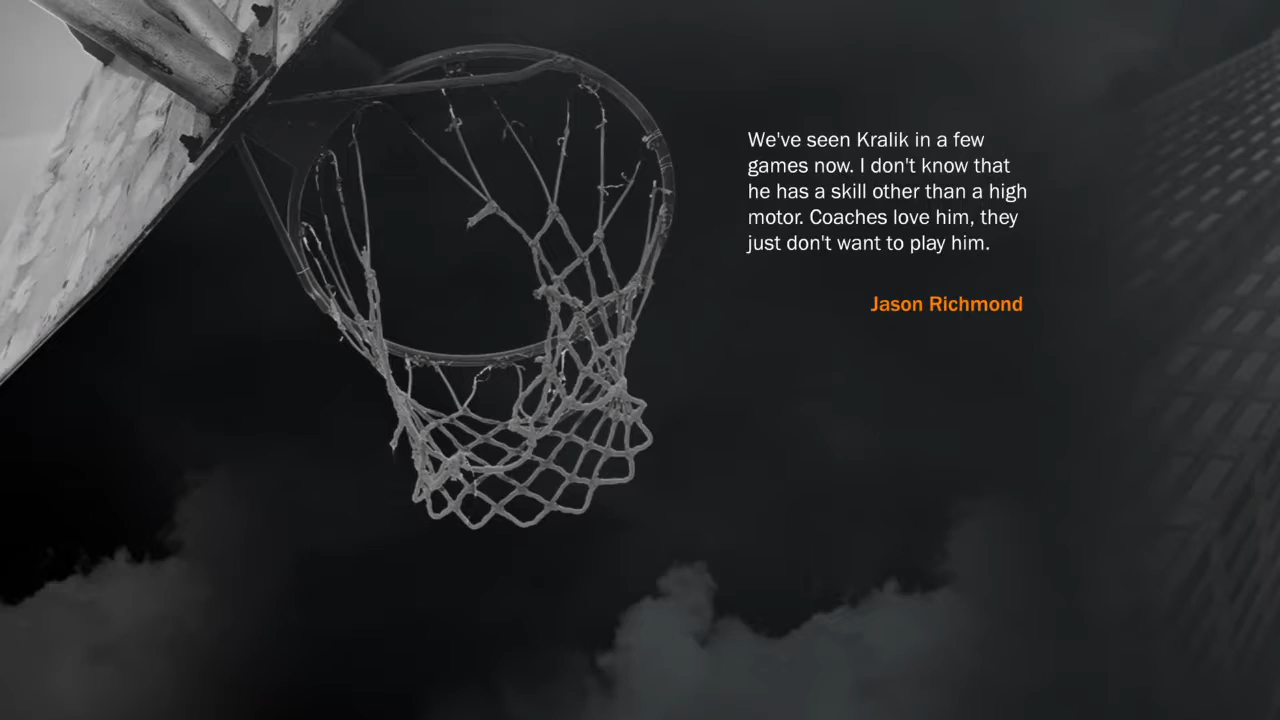 We've seen Kralik in a few
games now. I don't know that
he has a skill other than a high
motor. Coaches love him, they
just don't want to play him.
Jason Richmond